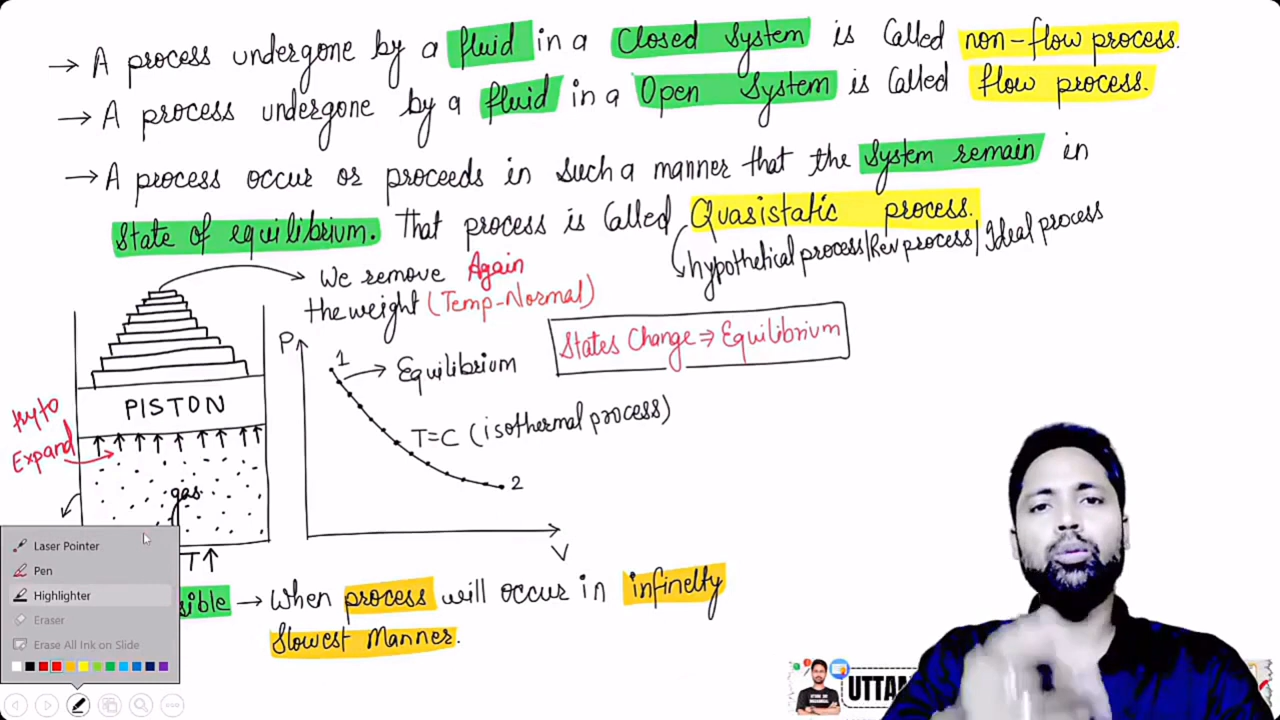 → A process undergone by a fluid in a Closed System is Called non-flow process.
→ A process undergone by a fluid in a Open System is Called flow process.
→ A process occur or proceeds in such a manner that the System remain in
State of equilibrium. That process is Called Quasistatic process.
hypothetical process/Rev process/Ideal process
We remove Again
the weight (Temp-Normal)
States Change ⇒ Equilibrium
P
1
Equilibrium
PISTON
try to
Expand
T=C (isothermal process)
2
gas
V
T↑
Laser Pointer
Pen
Highlighter
Eraser
Erase All Ink on Slide
sible → When process will occur in infinelty
Slowest Manner.
UTTAN